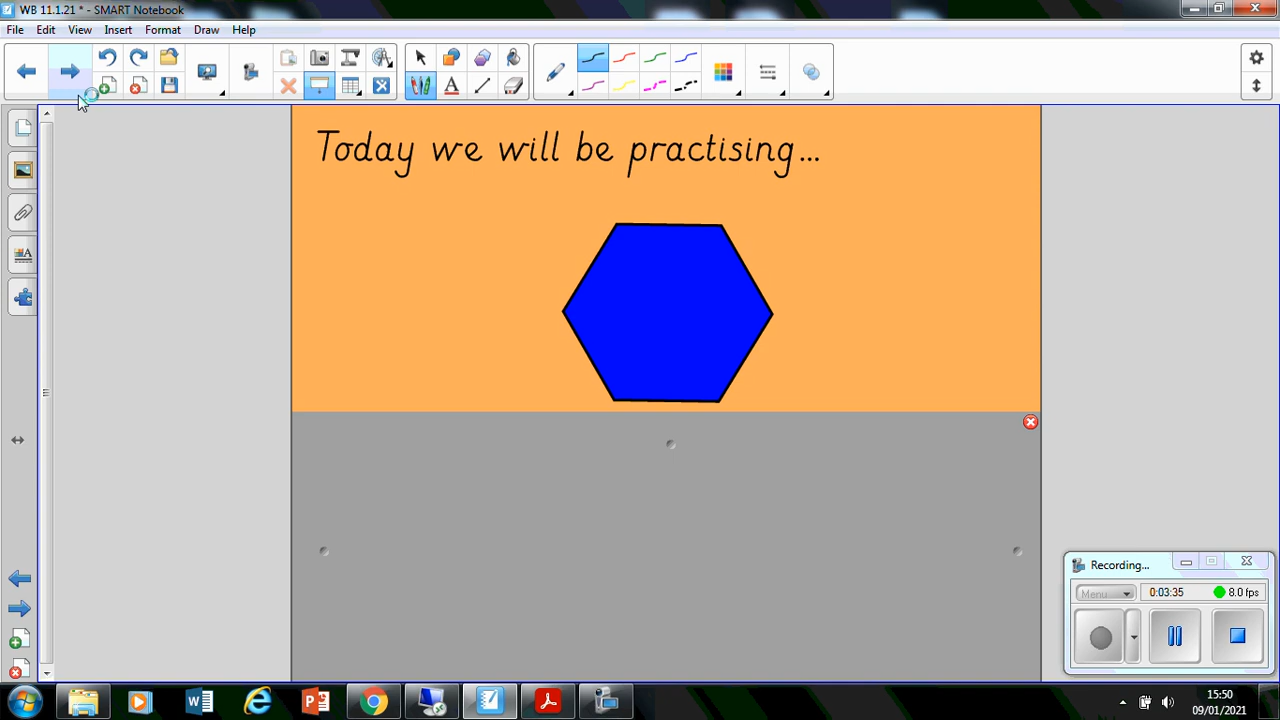 WB 11.1.21 * - SMART Notebook
File Edit View Insert Format Draw Help
Today we will be practising...
Recording...
Menu 0:03:35 8.0 fps
15:50
09/01/2021